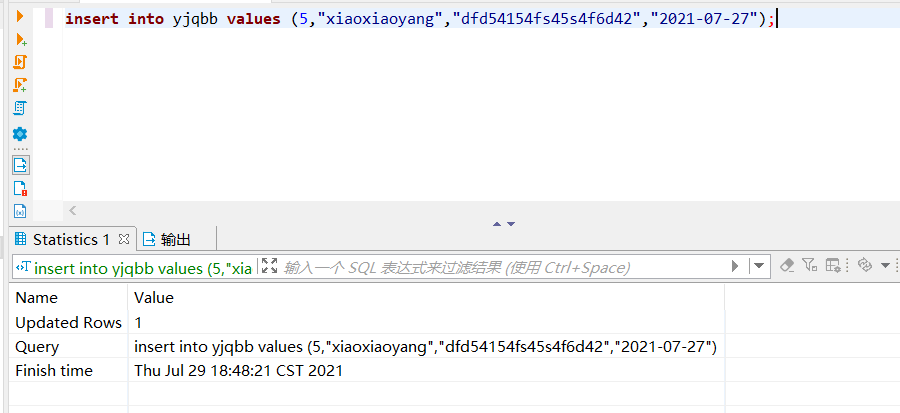 insert into yjqbb values (5,"xiaoxiaoyang","dfd54154fs45s4f6d42","2021-07-27");
Statistics 1 输出
insert into yjqbb values (5,"xia 输入一个 SQL 表达式来过滤结果 (使用 Ctrl+Space)
Name Value
Updated Rows 1
Query insert into yjqbb values (5,"xiaoxiaoyang","dfd54154fs45s4f6d42","2021-07-27")
Finish time Thu Jul 29 18:48:21 CST 2021